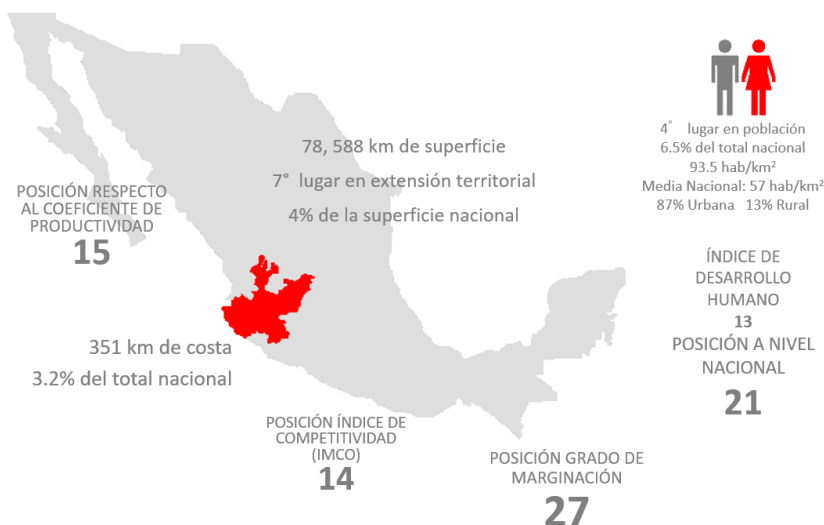 78, 588 km de superficie
7° lugar en extensión territorial
4% de la superficie nacional
4° lugar en población
6.5% del total nacional
93.5 hab/km²
Media Nacional: 57 hab/km²
87% Urbana 13% Rural
POSICIÓN RESPECTO
AL COEFICIENTE DE
PRODUCTIVIDAD
15
ÍNDICE DE
DESARROLLO
HUMANO
13
POSICIÓN A NIVEL
NACIONAL
21
351 km de costa
3.2% del total nacional
POSICIÓN ÍNDICE DE
COMPETITIVIDAD
(IMCO)
14
POSICIÓN GRADO DE
MARGINACIÓN
27